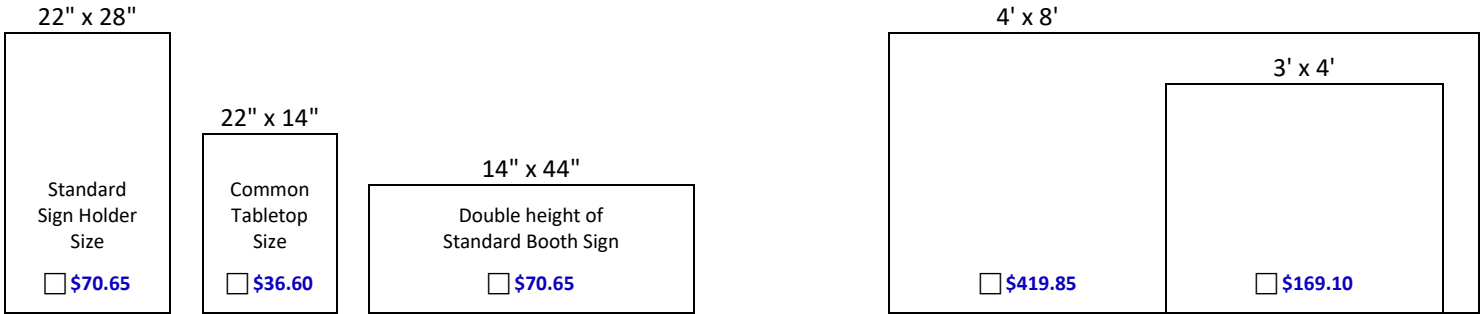 22" x 28"
Standard
Sign Holder
Size
$70.65
22" x 14"
Common
Tabletop
Size
$36.60
14" x 44"
Double height of
Standard Booth Sign
$70.65
4' x 8'
$419.85
3' x 4'
$169.10